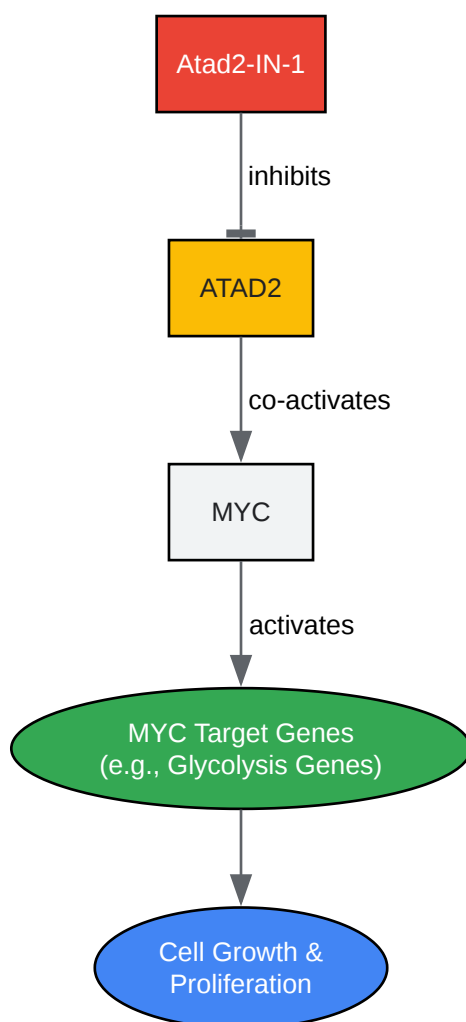 Atad2-IN-1
inhibits
ATAD2
co-activates
MYC
activates
MYC Target Genes
(e.g., Glycolysis Genes)
Cell Growth &
Proliferation